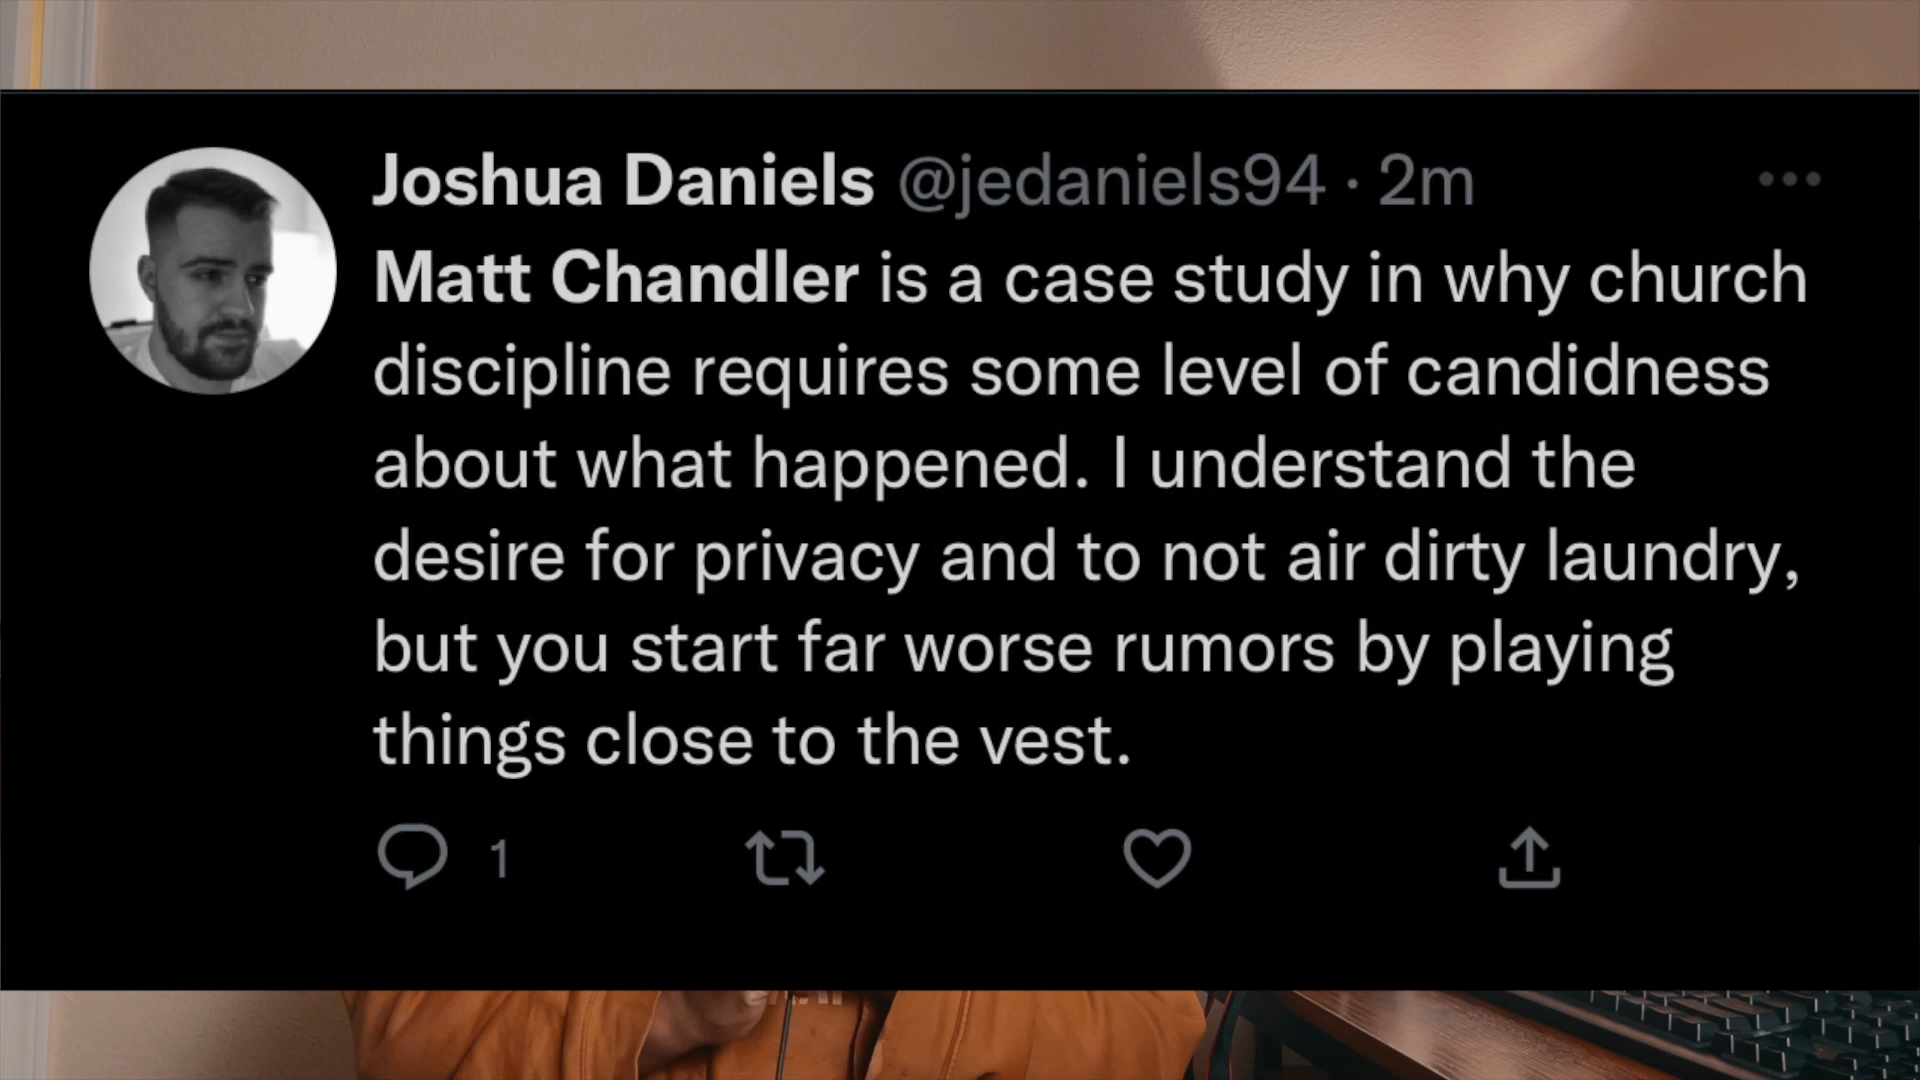 Joshua Daniels @jedaniels94 · 2m
Matt Chandler is a case study in why church
discipline requires some level of candidness
about what happened. I understand the
desire for privacy and to not air dirty laundry,
but you start far worse rumors by playing
things close to the vest.
1